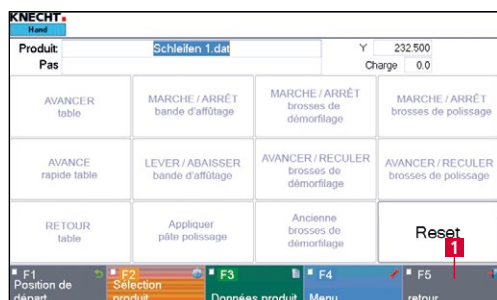 KNECHT
Hand
Produit: Schleifen 1.dat Y 232.500
Pas Charge 0.0
AVANCER
table
MARCHE / ARRÊT
bande d'affûtage
MARCHE / ARRÊT
brosses de
démorfilage
MARCHE / ARRÊT
brosses de polissage
AVANCE
rapide table
LEVER / ABAISSER
bande d'affûtage
AVANCER / RECULER
brosses de
démorfilage
AVANCER / RECULER
brosses de polissage
RETOUR
table
Appliquer
pâte polissage
Ancienne
brosses de
démorfilage
Reset
1
F1
Position de
départ
F2
Sélection
produit
F3
Données produit
F4
Menu
F5
retour